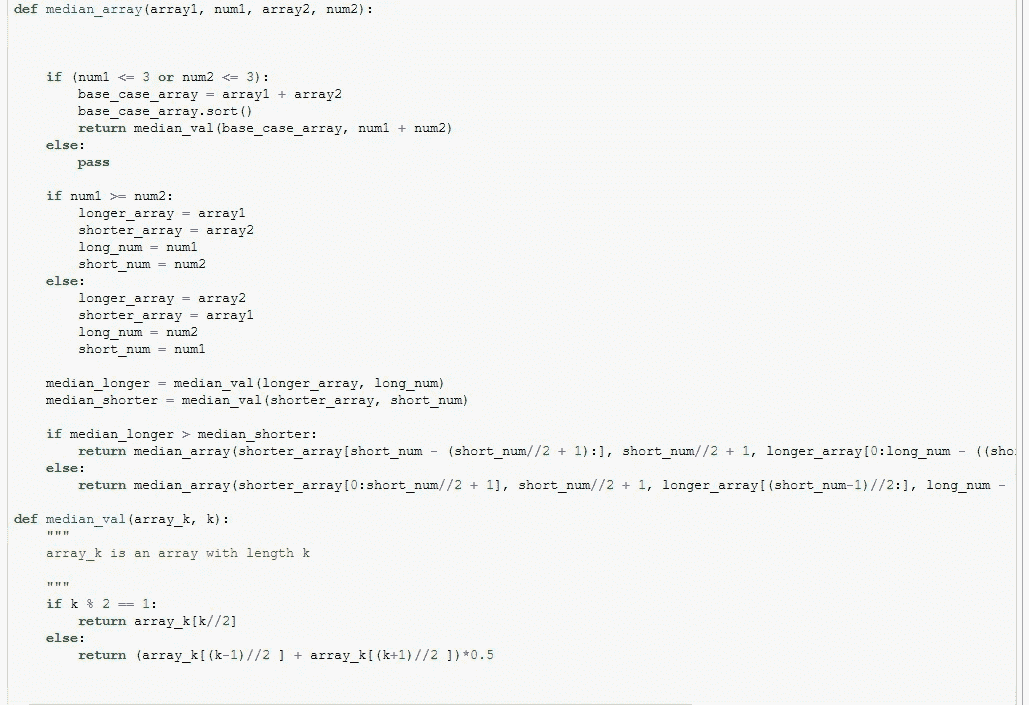 def median_array(array1, num1, array2, num2):
    if (num1 <= 3 or num2 <= 3):
        base_case_array = array1 + array2
        base_case_array.sort()
        return median_val(base_case_array, num1 + num2)
    else:
        pass
    if num1 >= num2:
        longer_array = array1
        shorter_array = array2
        long_num = num1
        short_num = num2
    else:
        longer_array = array2
        shorter_array = array1
        long_num = num2
        short_num = num1
    median_longer = median_val(longer_array, long_num)
    median_shorter = median_val(shorter_array, short_num)
    if median_longer > median_shorter:
        return median_array(shorter_array[short_num - (short_num//2 + 1):], short_num//2 + 1, longer_array[0:long_num - ((sho
    else:
        return median_array(shorter_array[0:short_num//2 + 1], short_num//2 + 1, longer_array[(short_num-1)//2:], long_num -
def median_val(array_k, k):
    """
    array_k is an array with length k
    """
    if k % 2 == 1:
        return array_k[k//2]
    else:
        return (array_k[(k-1)//2 ] + array_k[(k+1)//2 ])*0.5